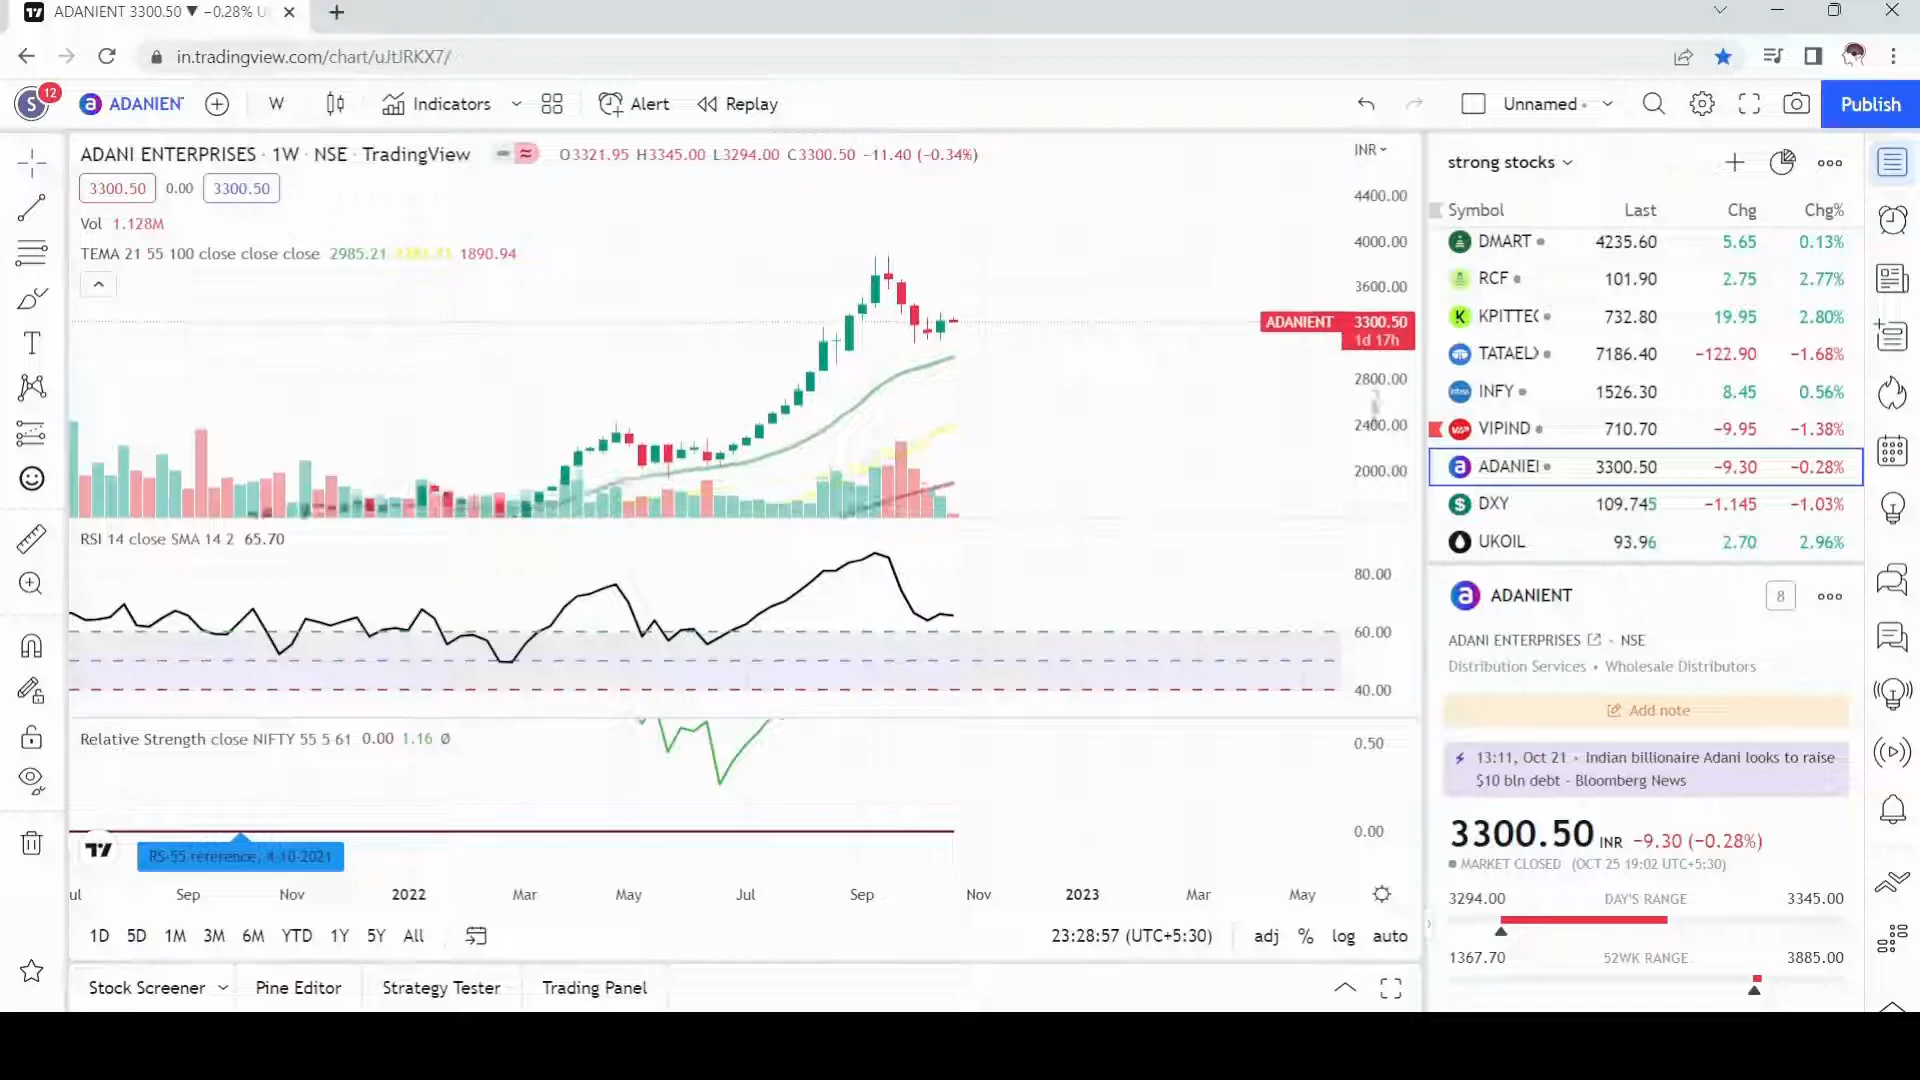 ADANIENT 3300.50 ▼ −0.28% U
in.tradingview.com/chart/uJtJRKX7/
S 12 ADANIENT W Indicators Alert Replay Unnamed Publish
ADANI ENTERPRISES · 1W · NSE · TradingView O3321.95 H3345.00 L3294.00 C3300.50 −11.40 (−0.34%)
3300.50 0.00 3300.50
Vol 1.128M
TEMA 21 55 100 close close close 2985.21 1890.94
INR
4400.00
4000.00
3600.00
ADANIENT 3300.50
1d 17h
2800.00
2400.00
2000.00
RSI 14 close SMA 14 2 65.70
80.00
60.00
40.00
Relative Strength close NIFTY 55 5 61 0.00 1.16 Ø
0.50
0.00
RS-55 reference, 4-10-2021
ul Sep Nov 2022 Mar May Jul Sep Nov 2023 Mar May
1D 5D 1M 3M 6M YTD 1Y 5Y All 23:28:57 (UTC+5:30) adj % log auto
Stock Screener Pine Editor Strategy Tester Trading Panel
strong stocks
Symbol Last Chg Chg%
DMART 4235.60 5.65 0.13%
RCF 101.90 2.75 2.77%
KPITTEC 732.80 19.95 2.80%
TATAELX 7186.40 −122.90 −1.68%
INFY 1526.30 8.45 0.56%
VIPIND 710.70 −9.95 −1.38%
ADANIEI 3300.50 −9.30 −0.28%
DXY 109.745 −1.145 −1.03%
UKOIL 93.96 2.70 2.96%
ADANIENT 8
ADANI ENTERPRISES · NSE
Distribution Services • Wholesale Distributors
Add note
13:11, Oct 21 • Indian billionaire Adani looks to raise
$10 bln debt - Bloomberg News
3300.50 INR −9.30 (−0.28%)
MARKET CLOSED (OCT 25 19:02 UTC+5:30)
3294.00 DAY'S RANGE 3345.00
1367.70 52WK RANGE 3885.00